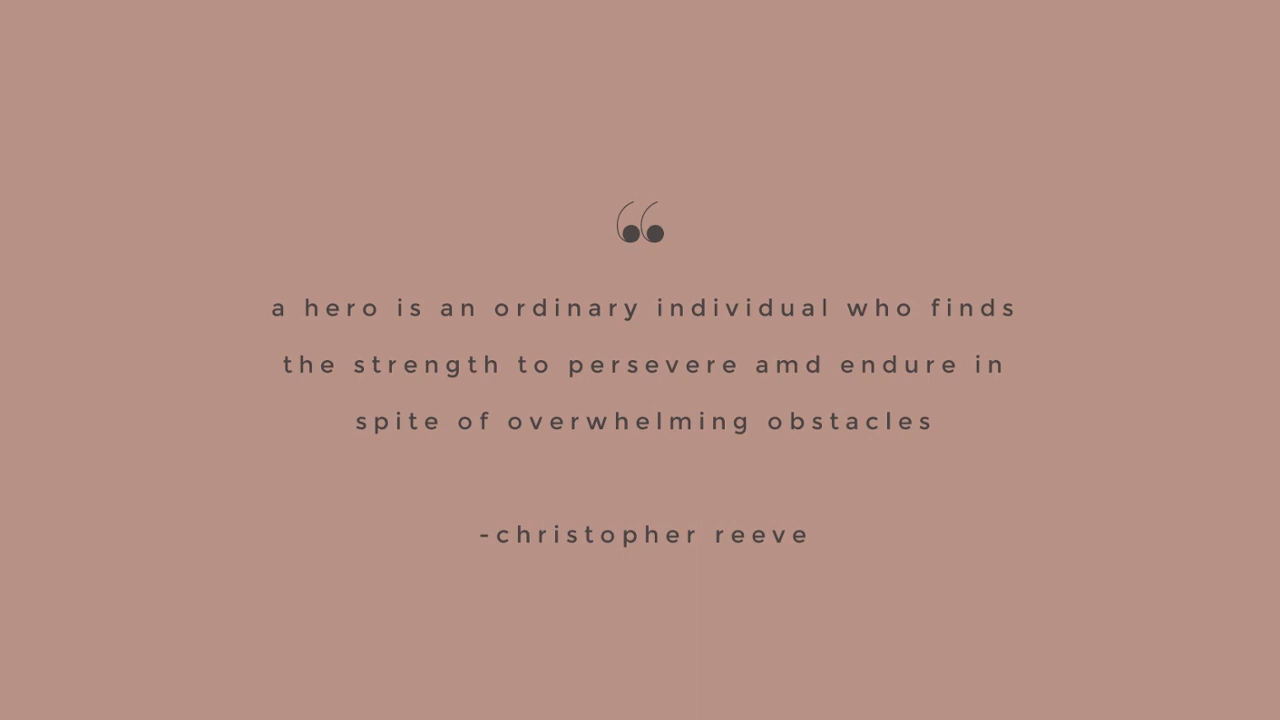 “
a hero is an ordinary individual who finds
the strength to persevere amd endure in
spite of overwhelming obstacles
-christopher reeve